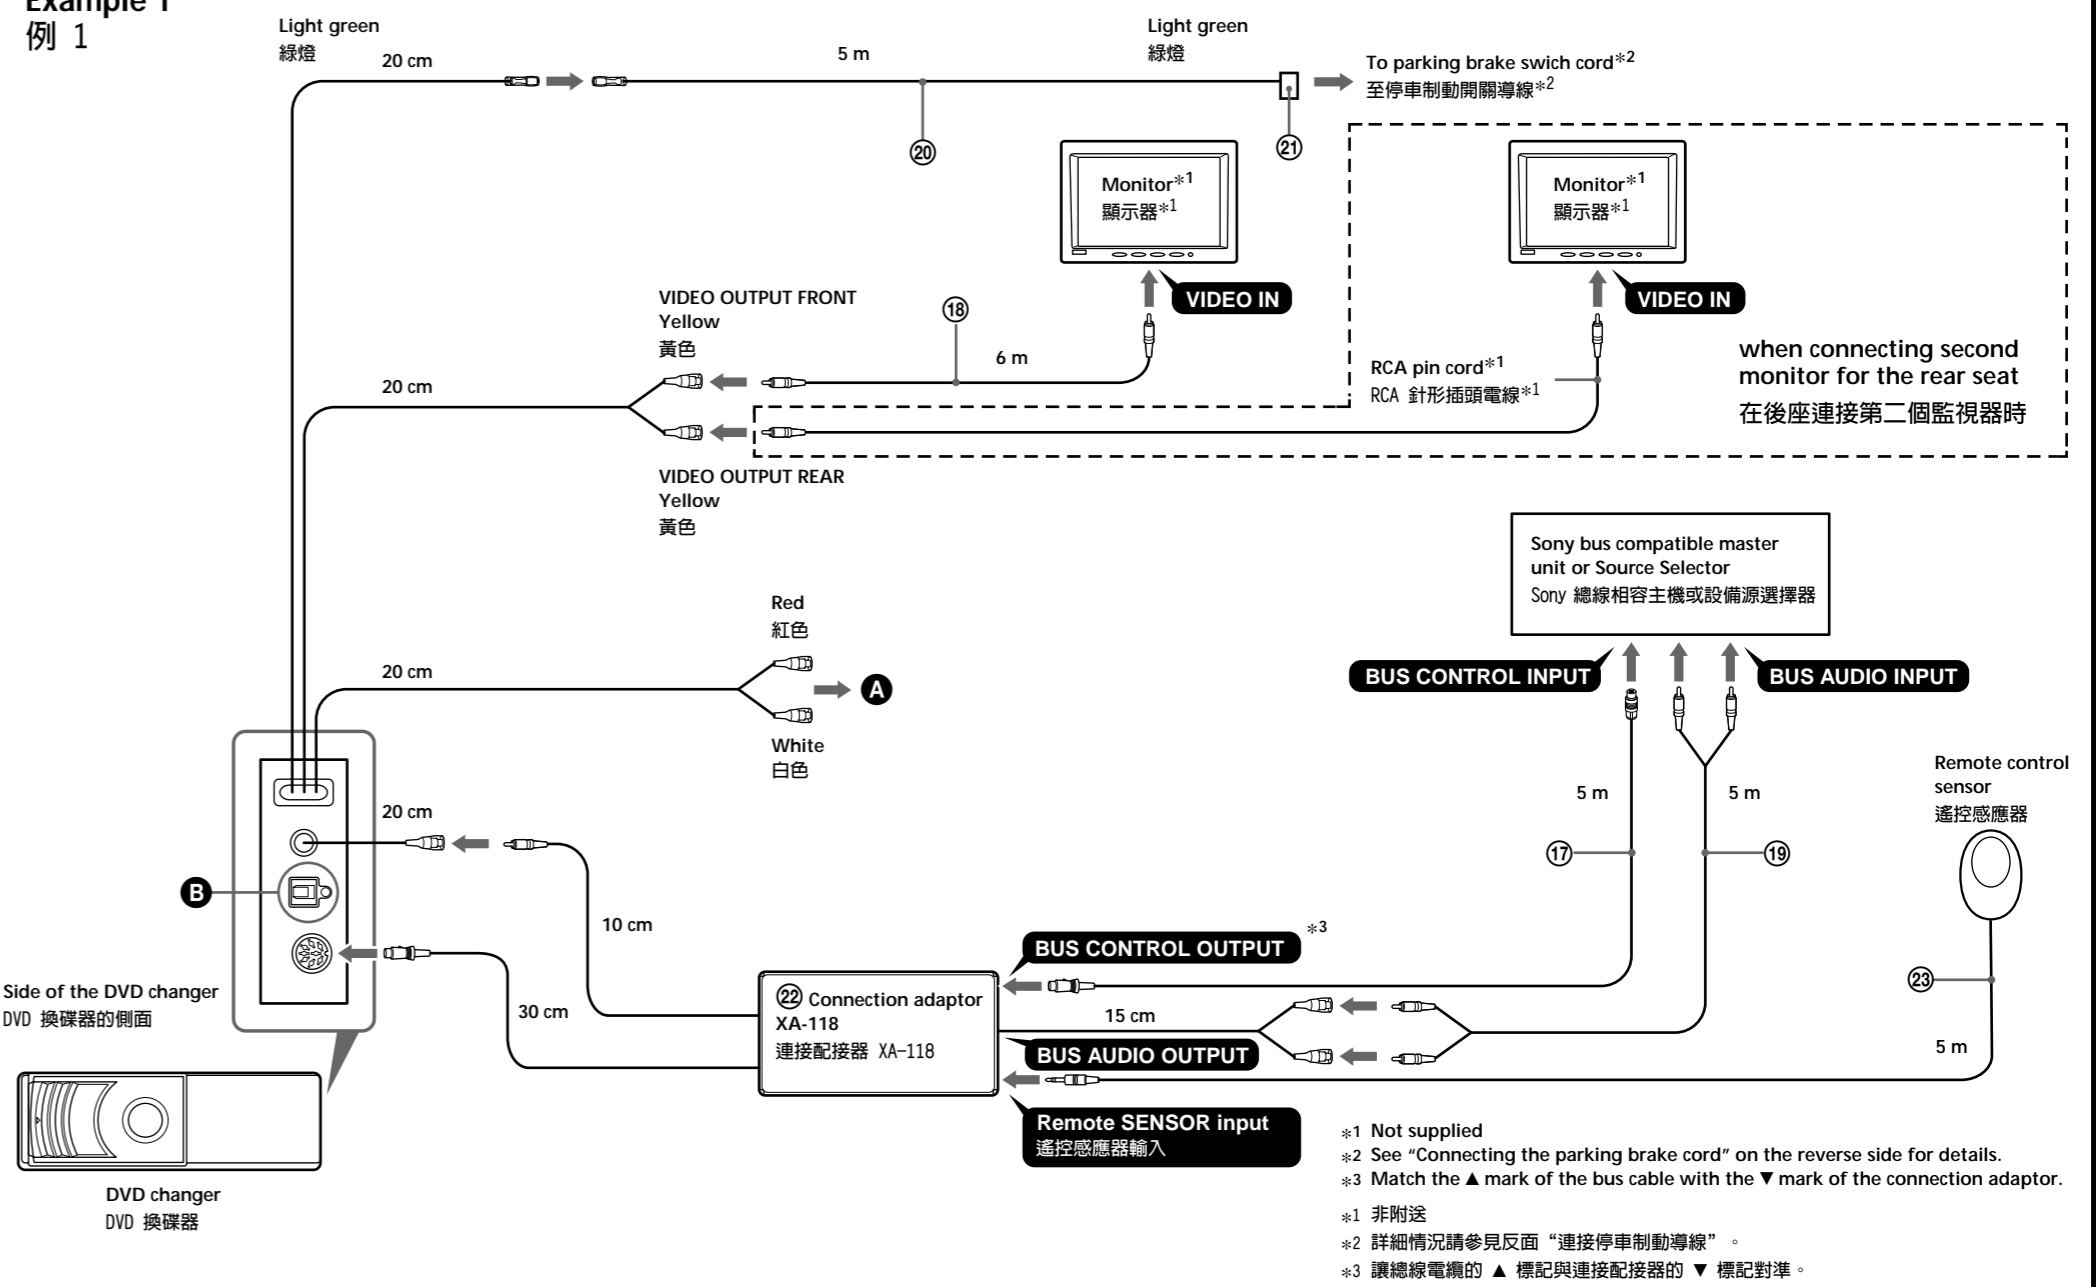 Example 1
例 1
Light green
綠燈
20 cm
5 m
Light green
綠燈
To parking brake swich cord*2
至停車制動開關導線*2
⑳
㉑
Monitor*1
顯示器*1
Monitor*1
顯示器*1
VIDEO IN
VIDEO IN
VIDEO OUTPUT FRONT
Yellow
黃色
⑱
6 m
20 cm
RCA pin cord*1
RCA 針形插頭電線*1
when connecting second
monitor for the rear seat
在後座連接第二個監視器時
VIDEO OUTPUT REAR
Yellow
黃色
Sony bus compatible master
unit or Source Selector
Sony 總線相容主機或設備源選擇器
Red
紅色
20 cm
A
White
白色
BUS CONTROL INPUT
BUS AUDIO INPUT
Remote control
sensor
遙控感應器
5 m
5 m
20 cm
⑰
⑲
B
10 cm
*3
BUS CONTROL OUTPUT
㉓
Side of the DVD changer
DVD 換碟器的側面
30 cm
㉒ Connection adaptor
XA-118
連接配接器 XA-118
15 cm
BUS AUDIO OUTPUT
5 m
Remote SENSOR input
遙控感應器輸入
DVD changer
DVD 換碟器
*1 Not supplied
*2 See “Connecting the parking brake cord” on the reverse side for details.
*3 Match the ▲ mark of the bus cable with the ▼ mark of the connection adaptor.
*1 非附送
*2 詳細情況請參見反面“連接停車制動導線”。
*3 讓總線電纜的 ▲ 標記與連接配接器的 ▼ 標記對準。